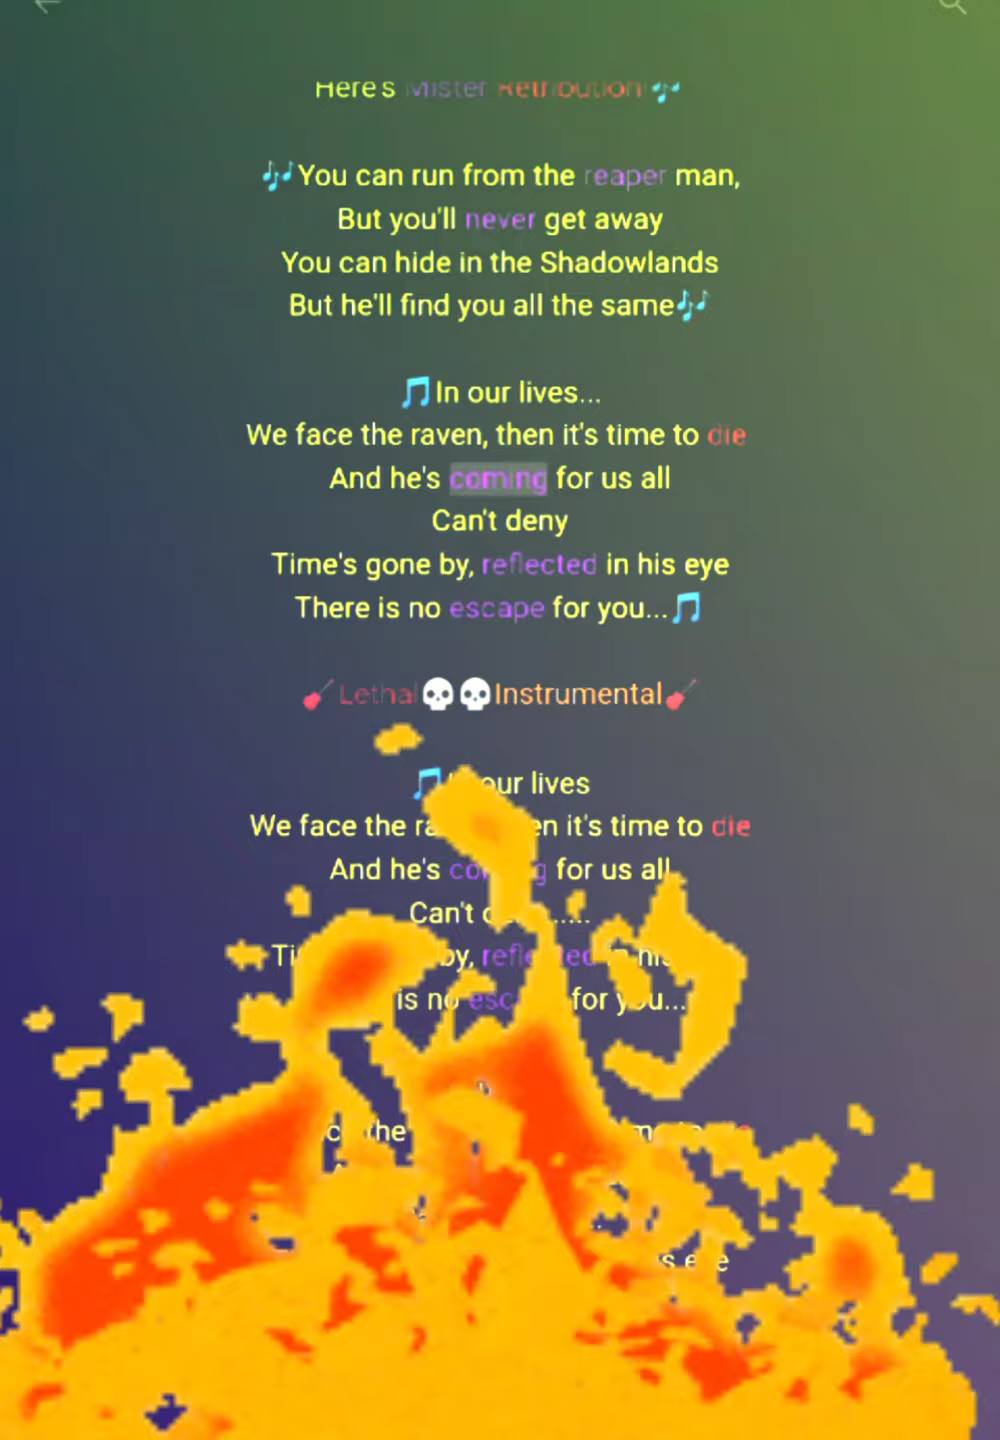 Here's Mister Retribution!🎶
🎶You can run from the reaper man,
But you'll never get away
You can hide in the Shadowlands
But he'll find you all the same🎶
🎵In our lives...
We face the raven, then it's time to die
And he's coming for us all
Can't deny
Time's gone by, reflected in his eye
There is no escape for you...🎵
🎸Lethal💀💀Instrumental🎸
🎵 our lives
We face the it's time to die
And he's for us all
Can't
by,
is no for you...
the